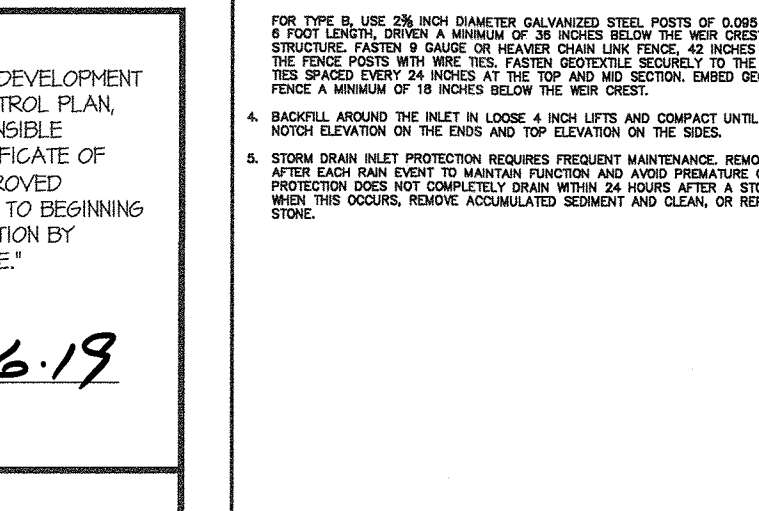 DEVELOPMENT
TROL PLAN,
NSIBLE
FICATE OF
ROVED
TO BEGINNING
TION BY
E."
6.19
FOR TYPE B, USE 2⅜ INCH DIAMETER GALVANIZED STEEL POSTS OF 0.095
6 FOOT LENGTH, DRIVEN A MINIMUM OF 36 INCHES BELOW THE WEIR CREST
STRUCTURE. FASTEN 9 GAUGE OR HEAVIER CHAIN LINK FENCE, 42 INCHES
THE FENCE POSTS WITH WIRE TIES. FASTEN GEOTEXTILE SECURELY TO THE
TIES SPACED EVERY 24 INCHES AT THE TOP AND MID SECTION. EMBED GEO
FENCE A MINIMUM OF 18 INCHES BELOW THE WEIR CREST.
4. BACKFILL AROUND THE INLET IN LOOSE 4 INCH LIFTS AND COMPACT UNTIL
NOTCH ELEVATION ON THE ENDS AND TOP ELEVATION ON THE SIDES.
5. STORM DRAIN INLET PROTECTION REQUIRES FREQUENT MAINTENANCE. REMO
AFTER EACH RAIN EVENT TO MAINTAIN FUNCTION AND AVOID PREMATURE C
PROTECTION DOES NOT COMPLETELY DRAIN WITHIN 24 HOURS AFTER A STO
WHEN THIS OCCURS, REMOVE ACCUMULATED SEDIMENT AND CLEAN, OR REP
STONE.